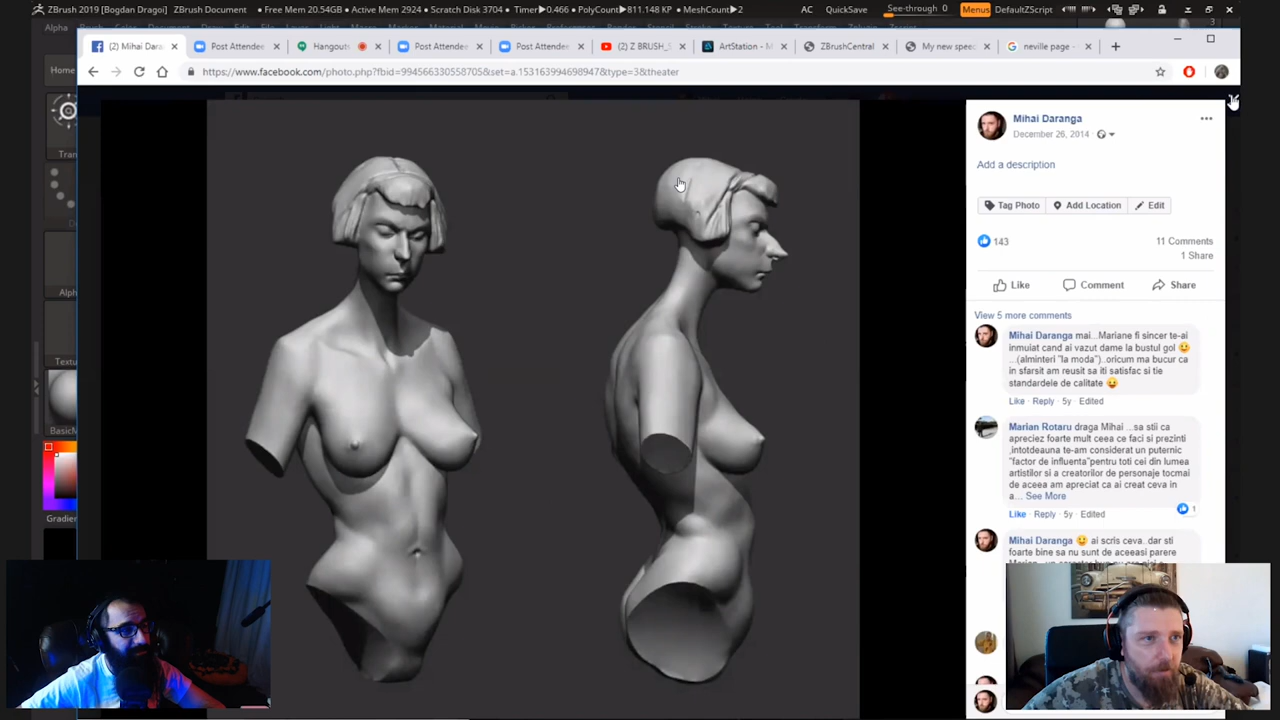 ZBrush 2019 [Bogdan Dragoi] ZBrush Document • Free Mem 20.54GB • Active Mem 2924 • Scratch Disk 3704 • Timer▶0.466 • PolyCount▶811.148 KP • MeshCount▶2 AC QuickSave See-through 0 Menus DefaultZScript
Alpha
3
(2) Mihai Dara Post Attendee Hangouts Post Attendee Post Attendee (2) Z BRUSH_S ArtStation - M ZBrushCentral My new speed neville page -
https://www.facebook.com/photo.php?fbid=994566330558705&set=a.153163994698947&type=3&theater
Home
Tran
Alph
Textu
BasicM
Gradien
Mihai Daranga
December 26, 2014
Add a description
Tag Photo Add Location Edit
143 11 Comments
1 Share
Like Comment Share
View 5 more comments
Mihai Daranga mai...Mariane fi sincer te-ai
inmuiat cand ai vazut dame la bustul gol
...(alminteri "la moda")..oricum ma bucur ca
in sfarsit am reusit sa iti satisfac si tie
standardele de calitate
Like · Reply · 5y · Edited
Marian Rotaru draga Mihai ...sa stii ca
apreciez foarte mult ceea ce faci si prezinti
,intotdeauna te-am considerat un puternic
"factor de influenta"pentru toti cei din lumea
artistilor si a creatorilor de personaje tocmai
de aceea am apreciat ca ai creat ceva in
a... See More
1
Like · Reply · 5y · Edited
Mihai Daranga ai scris ceva..dar sti
foarte bine sa nu sunt de aceeasi parere